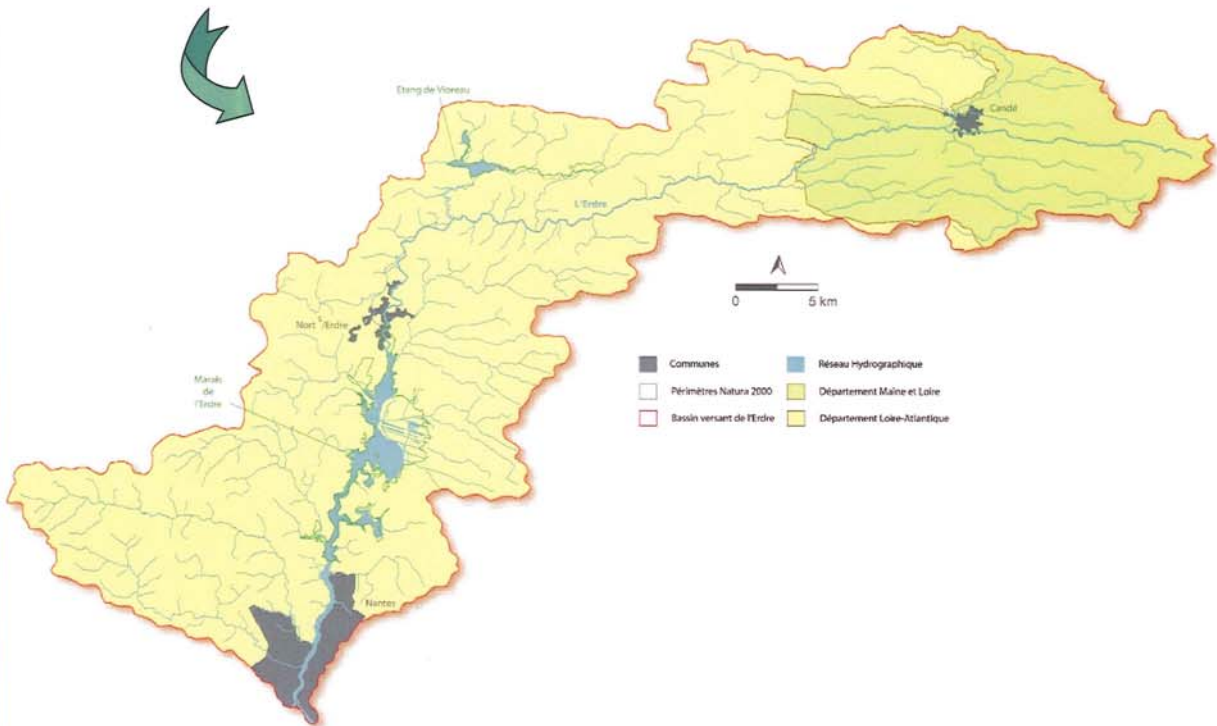 Etang de Vioreau
Candé
L'Erdre
0 5 km
Nort s/Erdre
Marais
de
l'Erdre
Communes
Réseau Hydrographique
Périmètres Natura 2000
Département Maine et Loire
Bassin versant de l'Erdre
Département Loire-Atlantique
Nantes